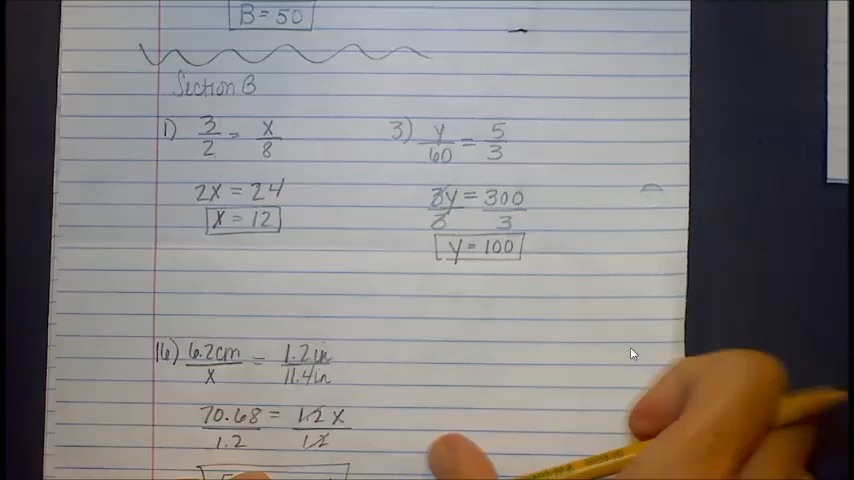 B = 50
Section B
1) 3/2 = x/8
2x = 24
x = 12
3) y/60 = 5/3
3y/3 = 300/3
y = 100
16) 6.2cm/x = 1.2in/11.4in
70.68/1.2 = 1.2x/1.2